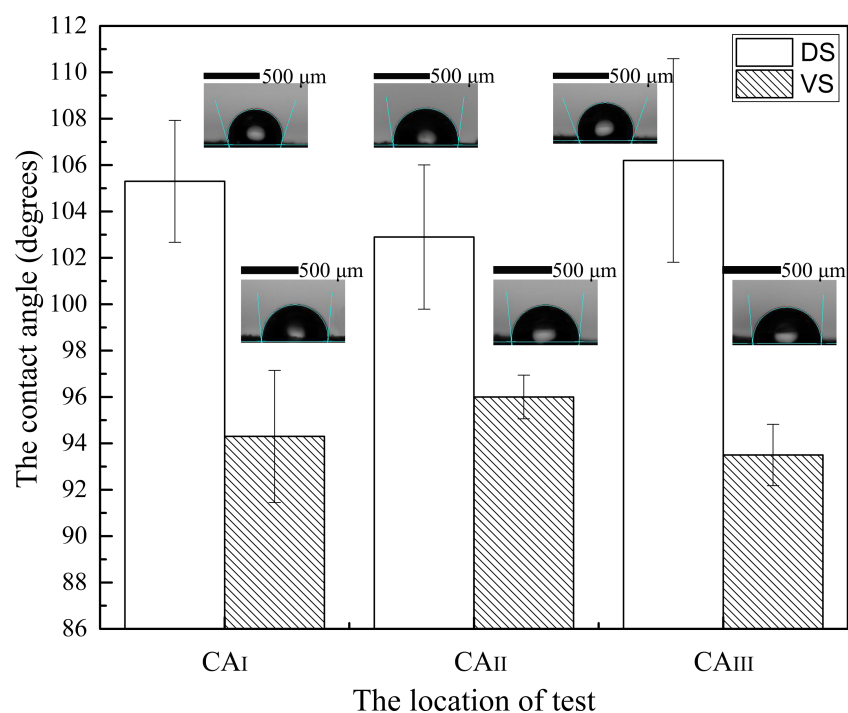 The contact angle (degrees)
112
110
108
106
104
102
100
98
96
94
92
90
88
86
500 μm
500 μm
500 μm
DS
VS
500 μm
500 μm
500 μm
CAI
CAII
CAIII
The location of test